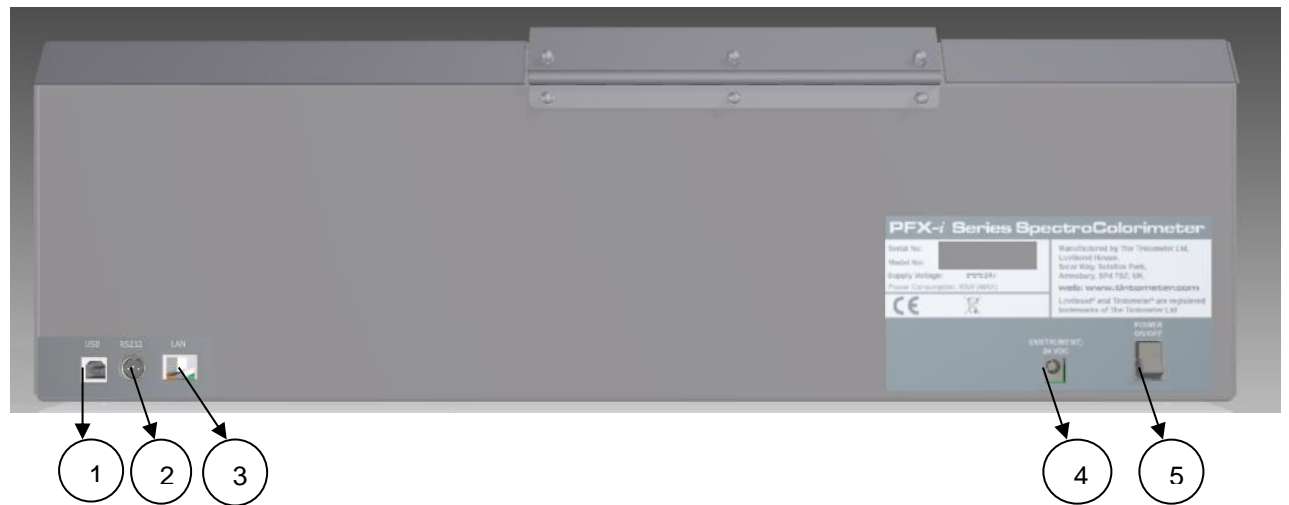 PFX-i Series SpectroColorimeter
Serial No:
Model No:
Supply Voltage:
Power Consumption:
Manufactured by The Tintometer Ltd,
Lovibond House,
Solar Way, Solstice Park,
Amesbury, SP4 7SZ, UK.
web: www.tintometer.com
Lovibond® and Tintometer® are registered
trademarks of The Tintometer Ltd
CE
USB RS232 LAN
(INSTRUMENT)
24 VDC
POWER
ON/OFF
1 2 3 4 5